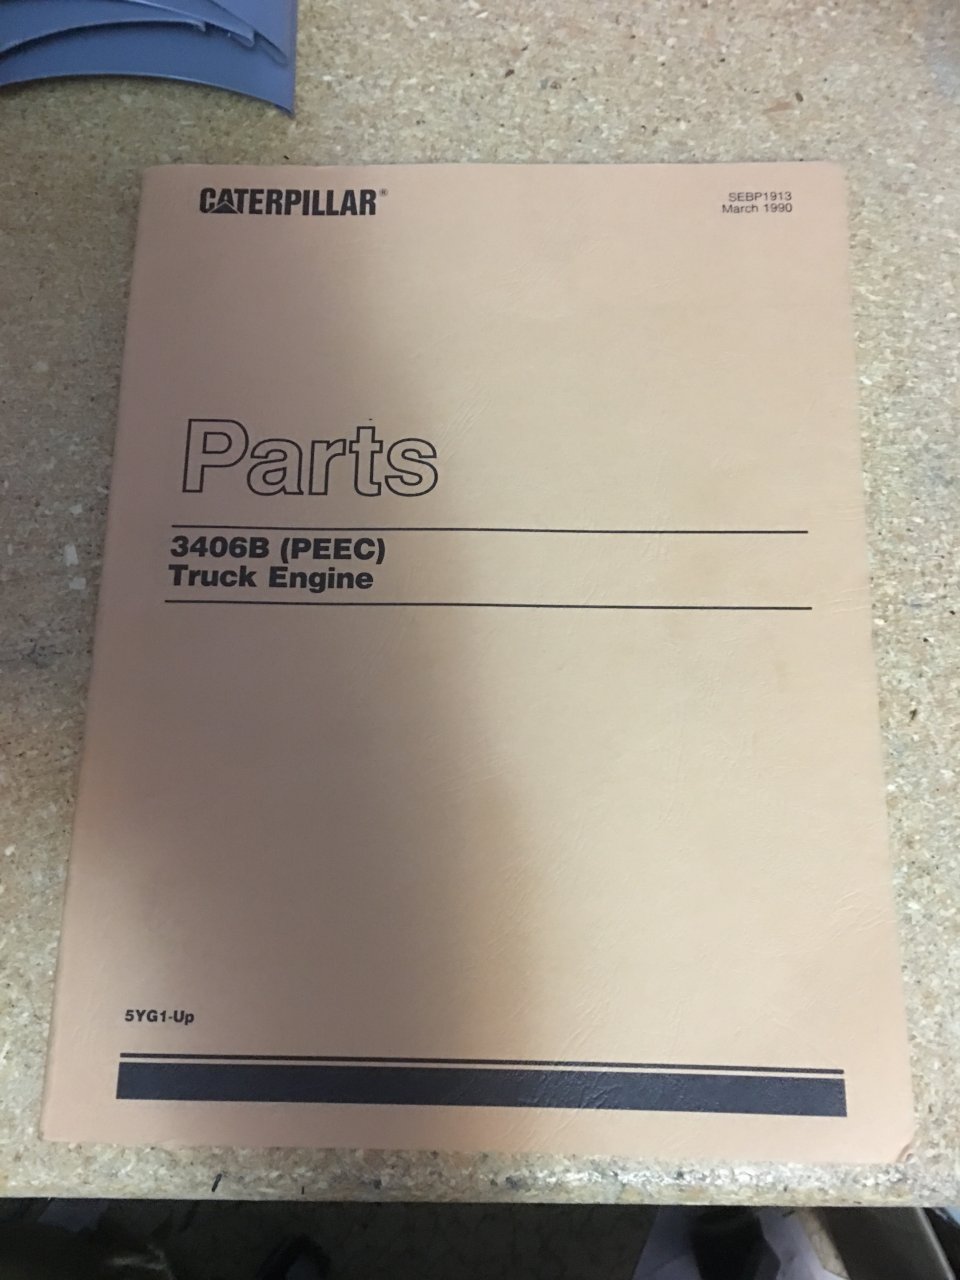 CATERPILLAR®
SEBP1913
March 1990
Parts
3406B (PEEC)
Truck Engine
5YG1-Up